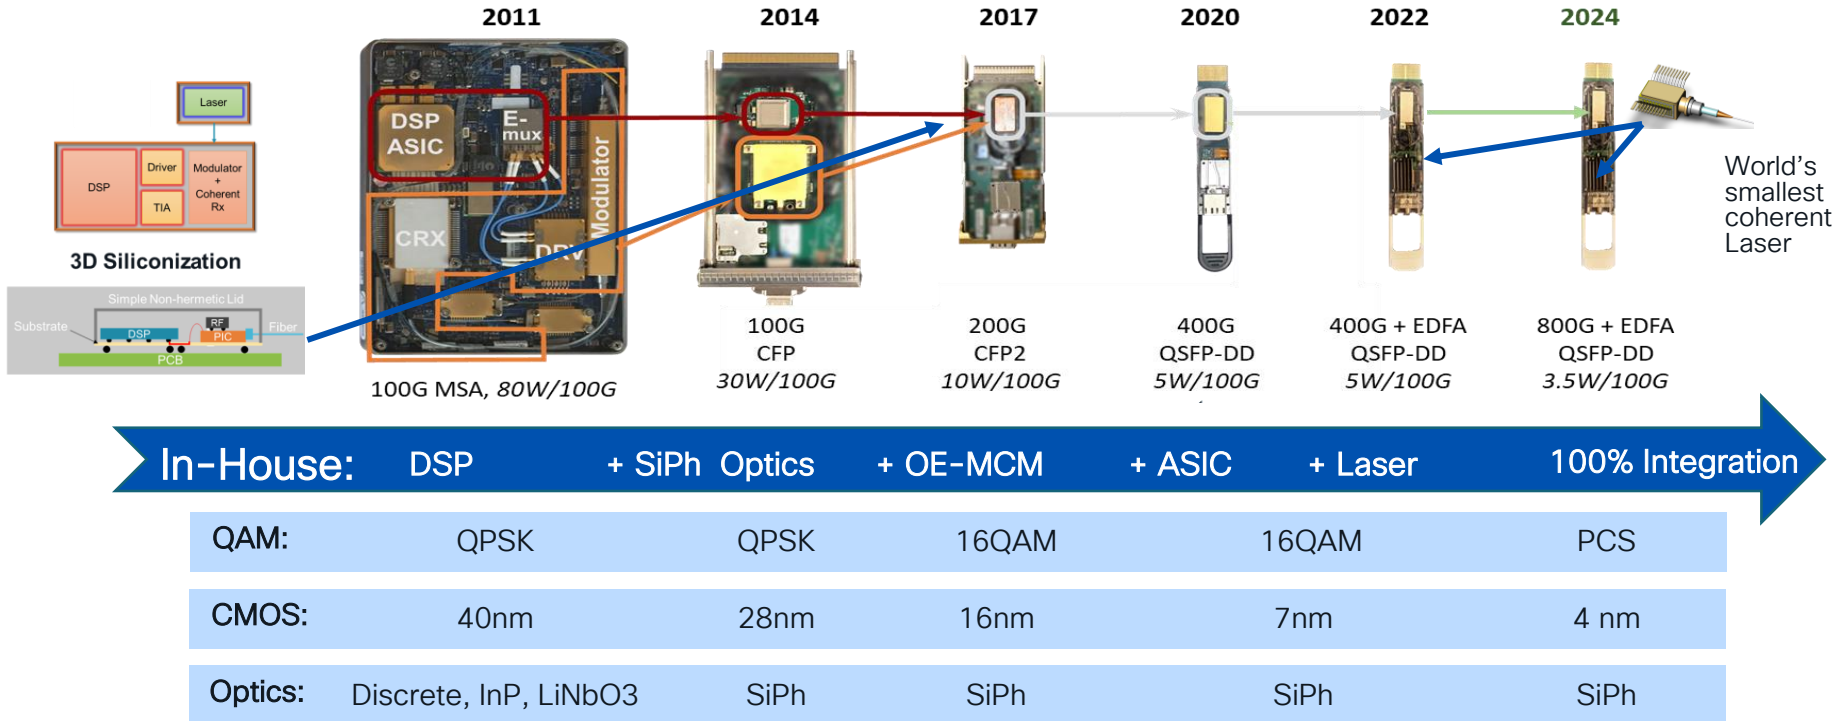 2011
2014
2017
2020
2022
2024
Laser
DSP
Driver
TIA
Modulator
+
Coherent
Rx
3D Siliconization
Simple Non-hermetic Lid
Substrate
DSP
RF
PIC
Fiber
PCB
DSP
ASIC
E-
mux
Modulator
CRX
DRV
World's
smallest
coherent
Laser
100G MSA, 80W/100G
100G
CFP
30W/100G
200G
CFP2
10W/100G
400G
QSFP-DD
5W/100G
400G + EDFA
QSFP-DD
5W/100G
800G + EDFA
QSFP-DD
3.5W/100G
In-House: DSP + SiPh Optics + OE-MCM + ASIC + Laser 100% Integration
QAM: QPSK QPSK 16QAM 16QAM PCS
CMOS: 40nm 28nm 16nm 7nm 4 nm
Optics: Discrete, InP, LiNbO3 SiPh SiPh SiPh SiPh